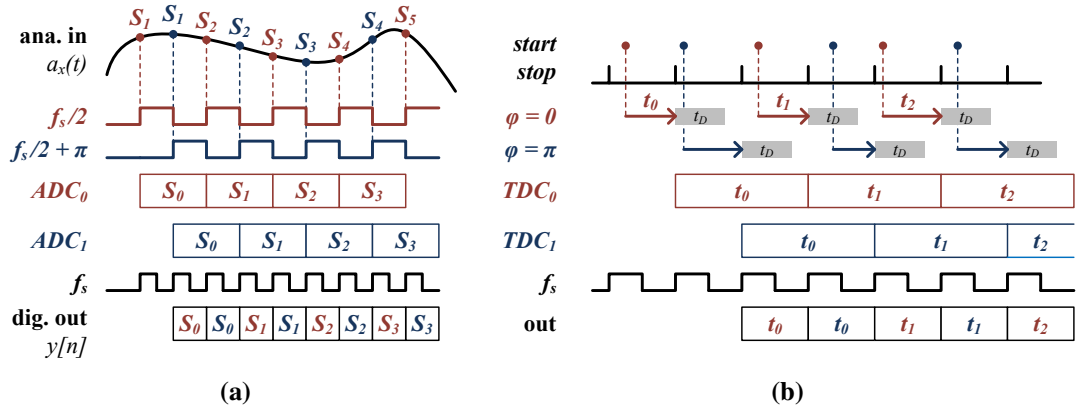 S1 S1 S2 S2 S3 S3 S4 S4 S5
ana. in
ax(t)
fs/2
fs/2 + π
ADC0 S0 S1 S2 S3
ADC1 S0 S1 S2 S3
fs
dig. out S0 S0 S1 S1 S2 S2 S3 S3
y[n]
(a)
start
stop
φ = 0 t0 tD t1 tD t2 tD
φ = π tD tD tD
TDC0 t0 t1 t2
TDC1 t0 t1 t2
fs
out t0 t0 t1 t1 t2
(b)